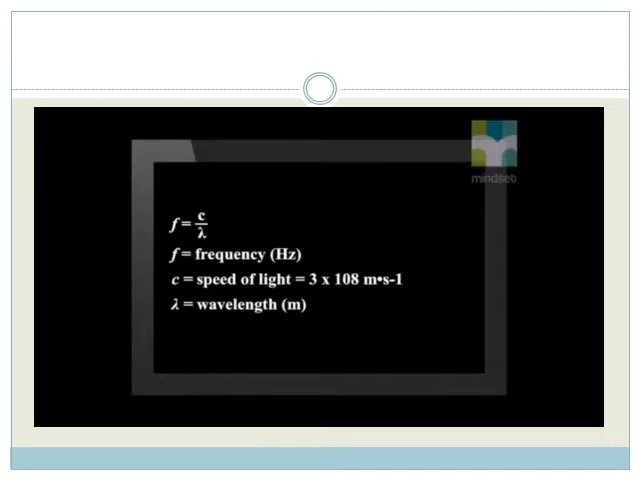 mindset
f = c/λ
f = frequency (Hz)
c = speed of light = 3 x 108 m•s-1
λ = wavelength (m)